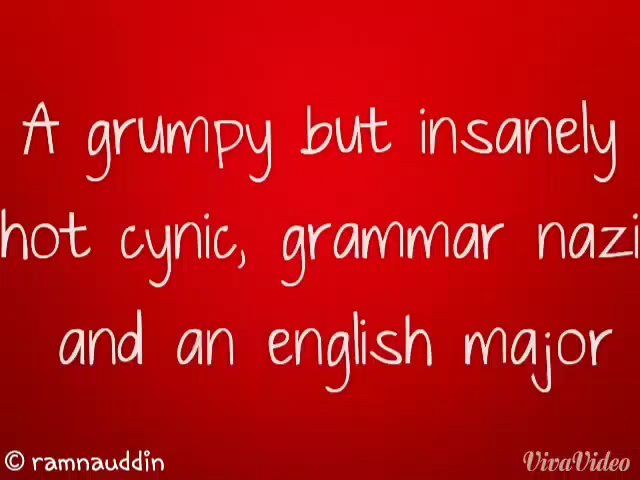 A grumpy but insanely
hot cynic, grammar nazi
and an english major
© ramnauddin
VivaVideo